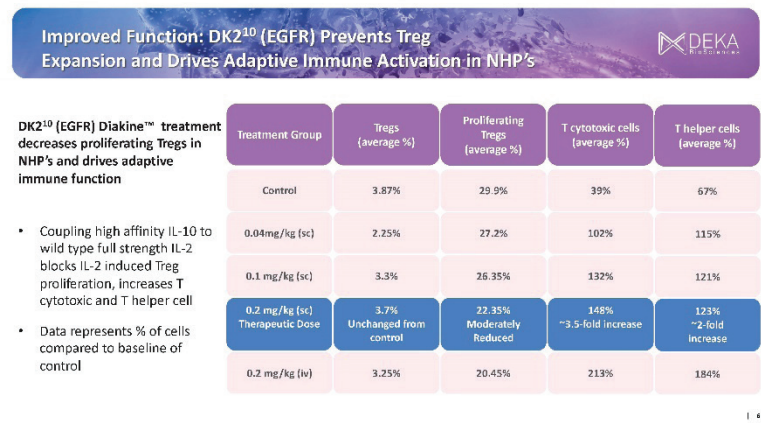 Improved Function: DK2¹⁰ (EGFR) Prevents Treg
Expansion and Drives Adaptive Immune Activation in NHP's
DEKA
BioSciences
DK2¹⁰ (EGFR) Diakine™ treatment
decreases proliferating Tregs in
NHP's and drives adaptive
immune function
• Coupling high affinity IL-10 to
wild type full strength IL-2
blocks IL-2 induced Treg
proliferation, increases T
cytotoxic and T helper cell
• Data represents % of cells
compared to baseline of
control
Treatment Group
Tregs
(average %)
Proliferating
Tregs
(average %)
T cytotoxic cells
(average %)
T helper cells
(average %)
Control
3.87%
29.9%
39%
67%
0.04mg/kg (sc)
2.25%
27.2%
102%
115%
0.1 mg/kg (sc)
3.3%
26.35%
132%
121%
0.2 mg/kg (sc)
Therapeutic Dose
3.7%
Unchanged from
control
22.35%
Moderately
Reduced
148%
~3.5-fold increase
123%
~2-fold
increase
0.2 mg/kg (iv)
3.25%
20.45%
213%
184%
| 6